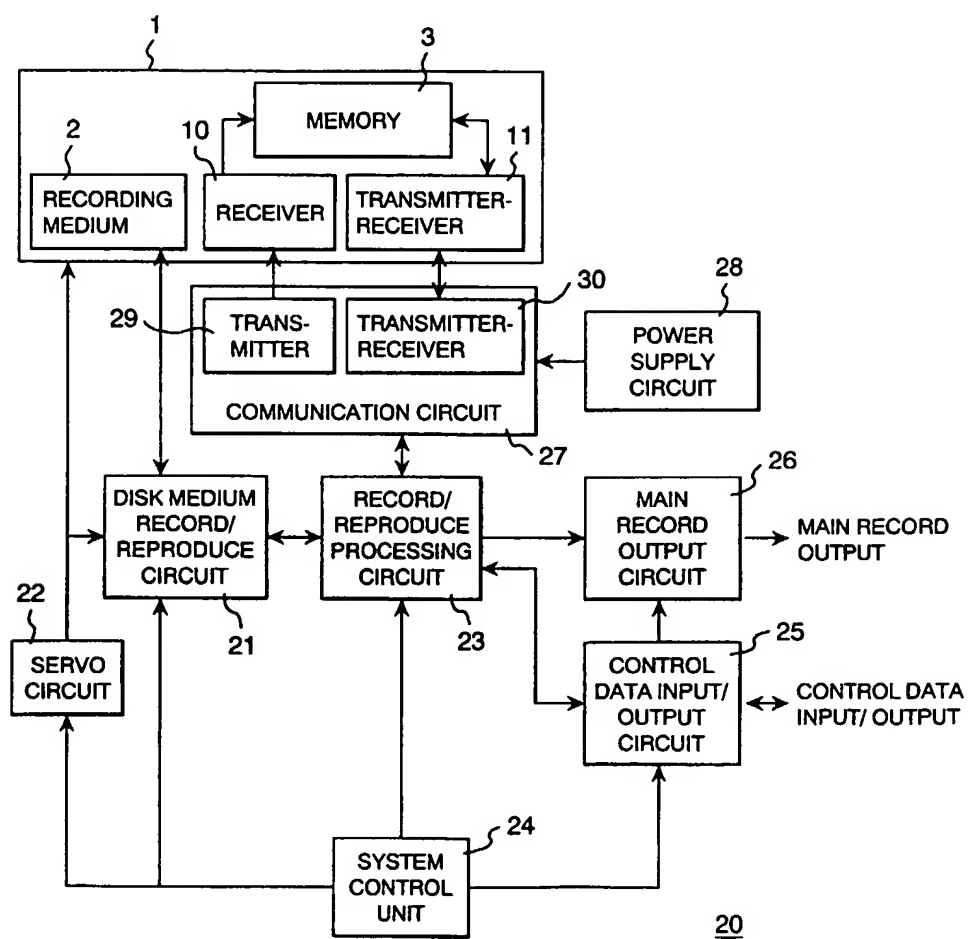 1
3
MEMORY
2
10
11
RECORDING
MEDIUM
RECEIVER
TRANSMITTER-
RECEIVER
30
28
29
TRANS-
MITTER
TRANSMITTER-
RECEIVER
POWER
SUPPLY
CIRCUIT
COMMUNICATION CIRCUIT
27
26
DISK MEDIUM
RECORD/
REPRODUCE
CIRCUIT
RECORD/
REPRODUCE
PROCESSING
CIRCUIT
MAIN
RECORD
OUTPUT
CIRCUIT
MAIN RECORD
OUTPUT
22
21
23
25
SERVO
CIRCUIT
CONTROL
DATA INPUT/
OUTPUT
CIRCUIT
CONTROL DATA
INPUT/ OUTPUT
24
SYSTEM
CONTROL
UNIT
20